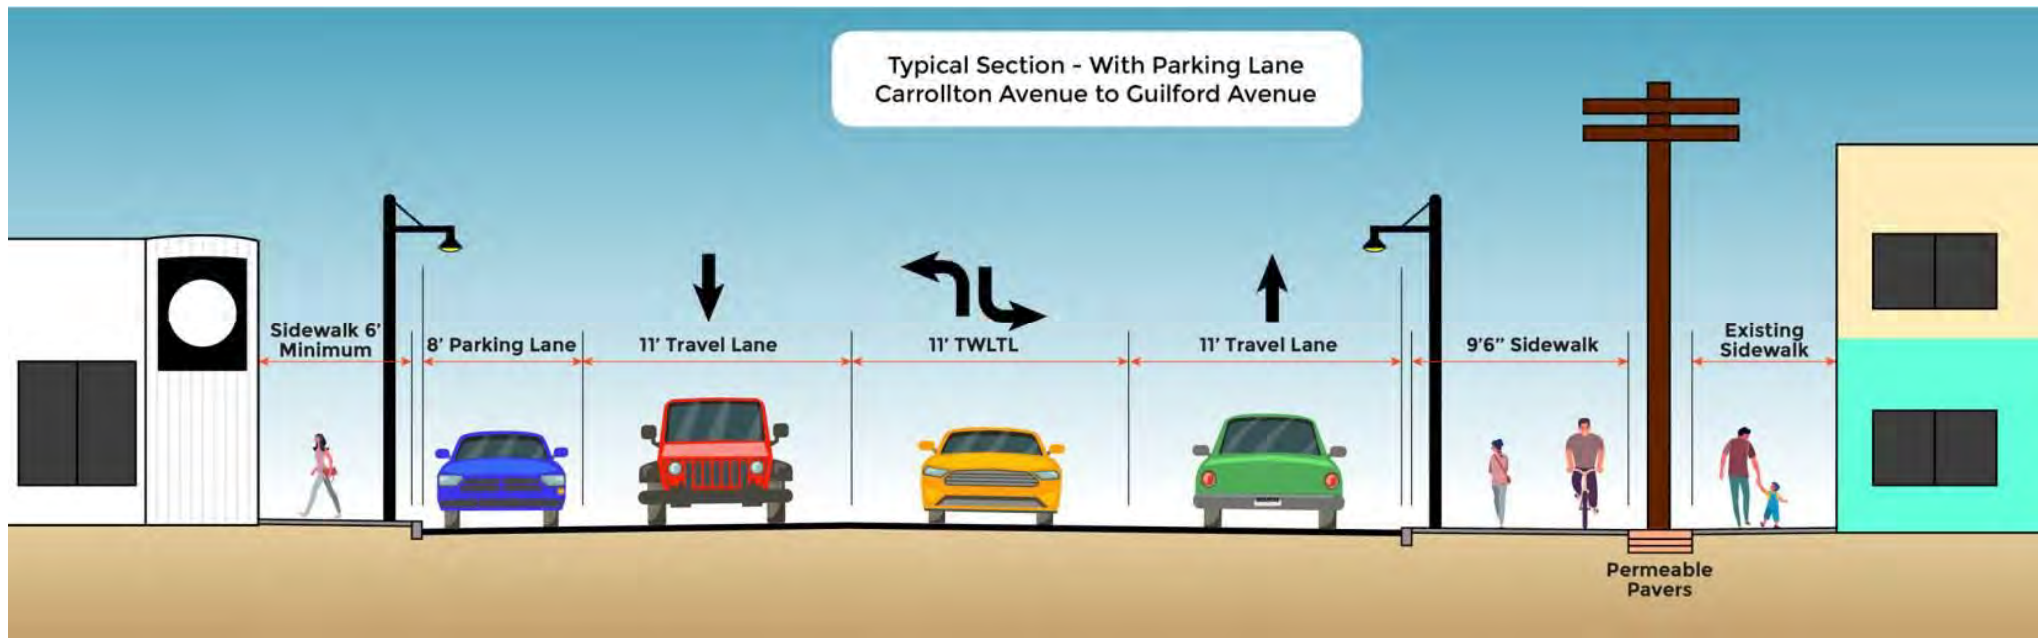 Typical Section - With Parking Lane
Carrollton Avenue to Guilford Avenue
Sidewalk 6'
Minimum
8' Parking Lane
11' Travel Lane
11' TWLTL
11' Travel Lane
9'6" Sidewalk
Existing
Sidewalk
Permeable
Pavers